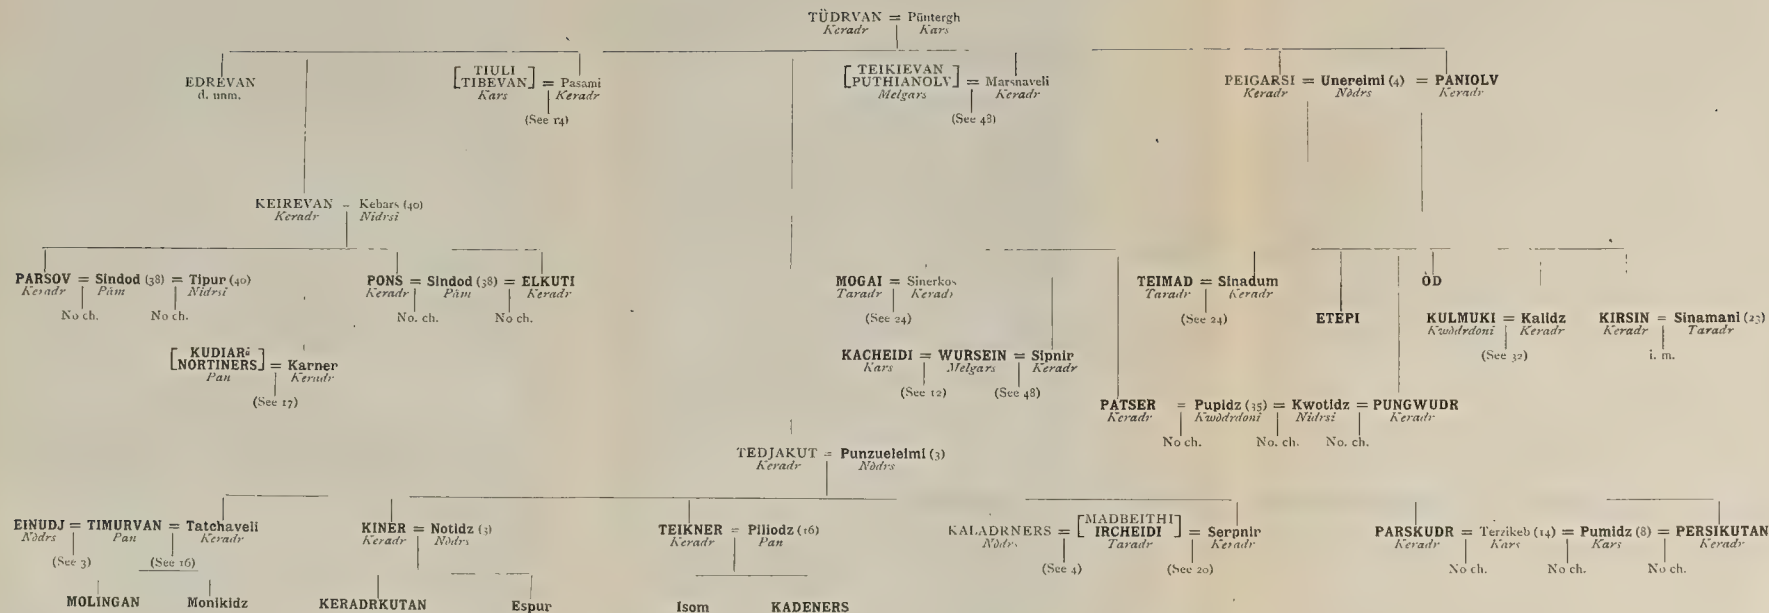 TÜDRVAN = Püntergh
Keradr Kars
EDREVAN
d. unm.
[TIULI
TIBEVAN] = Pasami
Kars Keradr
(See 14)
[TEIKIEVAN
PUTHIANOLV] = Marsnaveli
Melgars Keradr
(See 48)
PEIGARSI = Unereimi (4) = PANIOLV
Keradr Nòdrs Keradr
KEIREVAN = Kebars (40)
Keradr Nidrsi
PARSOV = Sindod (38) = Tipur (40)
Keradr Päm Nidrsi
No ch. No ch.
PONS = Sindod (38) = ELKUTI
Keradr Päm Keradr
No. ch. No ch.
MOGAI = Sinerkos
Taradr Keradr
(See 24)
TEIMAD = Sinadum
Taradr Keradr
(See 24)
ETEPI
ÒD
KULMUKI = Kalidz
Kwòdrdoni Keradr
(See 32)
KIRSIN = Sinamani (23)
Keradr Taradr
i. m.
[KUDIAR
NORTINERS] = Karner
Pan Keradr
(See 17)
KACHEIDI = WURSEIN = Sipnir
Kars Melgars Keradr
(See 12) (See 48)
PATSER = Pupidz (35) = Kwotidz = PUNGWUDR
Keradr Kwòdrdoni Nidrsi Keradr
No ch. No. ch. No. ch.
TEDJAKUT = Punzueleimi (3)
Keradr Nòdrs
EINUDJ = TIMURVAN = Tatchaveli
Nòdrs Pan Keradr
(See 3) (See 16)
KINER = Notidz (3)
Keradr Nòdrs
TEIKNER = Piliodz (16)
Keradr Pan
KALADRNERS = [MADBEITHI
IRCHEIDI] = Serpnir
Nòdrs Taradr Keradr
(See 4) (See 20)
PARSKUDR = Terzikeb (14) = Pumidz (8) = PERSIKUTAN
Keradr Kars Kars Keradr
No ch. No ch. No ch.
MOLINGAN Monikidz KERADRKUTAN Espur Isom KADENERS